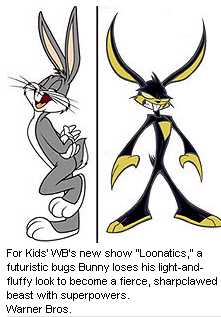 For Kids' WB's new show "Loonatics," a
futuristic bugs Bunny loses his light-and-
fluffy look to become a fierce, sharpclawed
beast with superpowers.
Warner Bros.